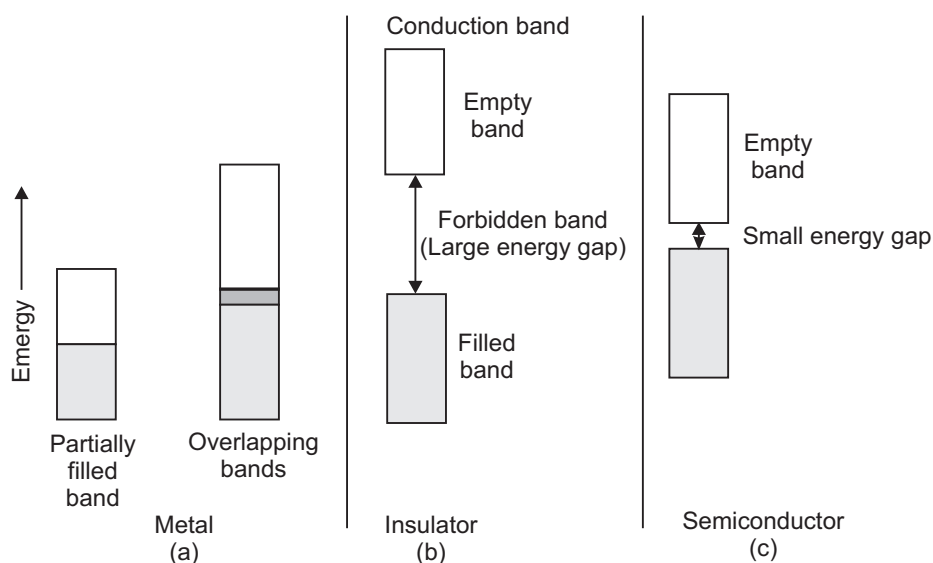 Emergy
Partially
filled
band
Overlapping
bands
Metal
(a)
Conduction band
Empty
band
Forbidden band
(Large energy gap)
Filled
band
Insulator
(b)
Empty
band
Small energy gap
Semiconductor
(c)